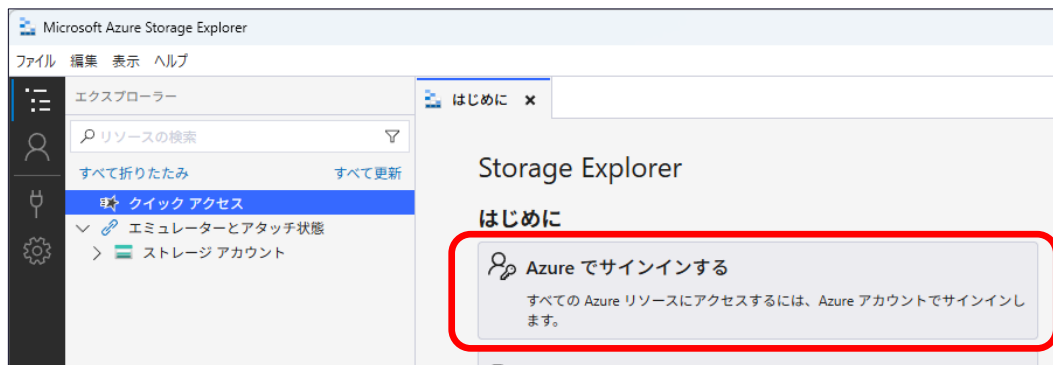 Microsoft Azure Storage Explorer
ファイル 編集 表示 ヘルプ
エクスプローラー
リソースの検索
すべて折りたたみ すべて更新
クイック アクセス
エミュレーターとアタッチ状態
ストレージ アカウント
はじめに
Storage Explorer
はじめに
Azure でサインインする
すべての Azure リソースにアクセスするには、Azure アカウントでサインインし
ます。